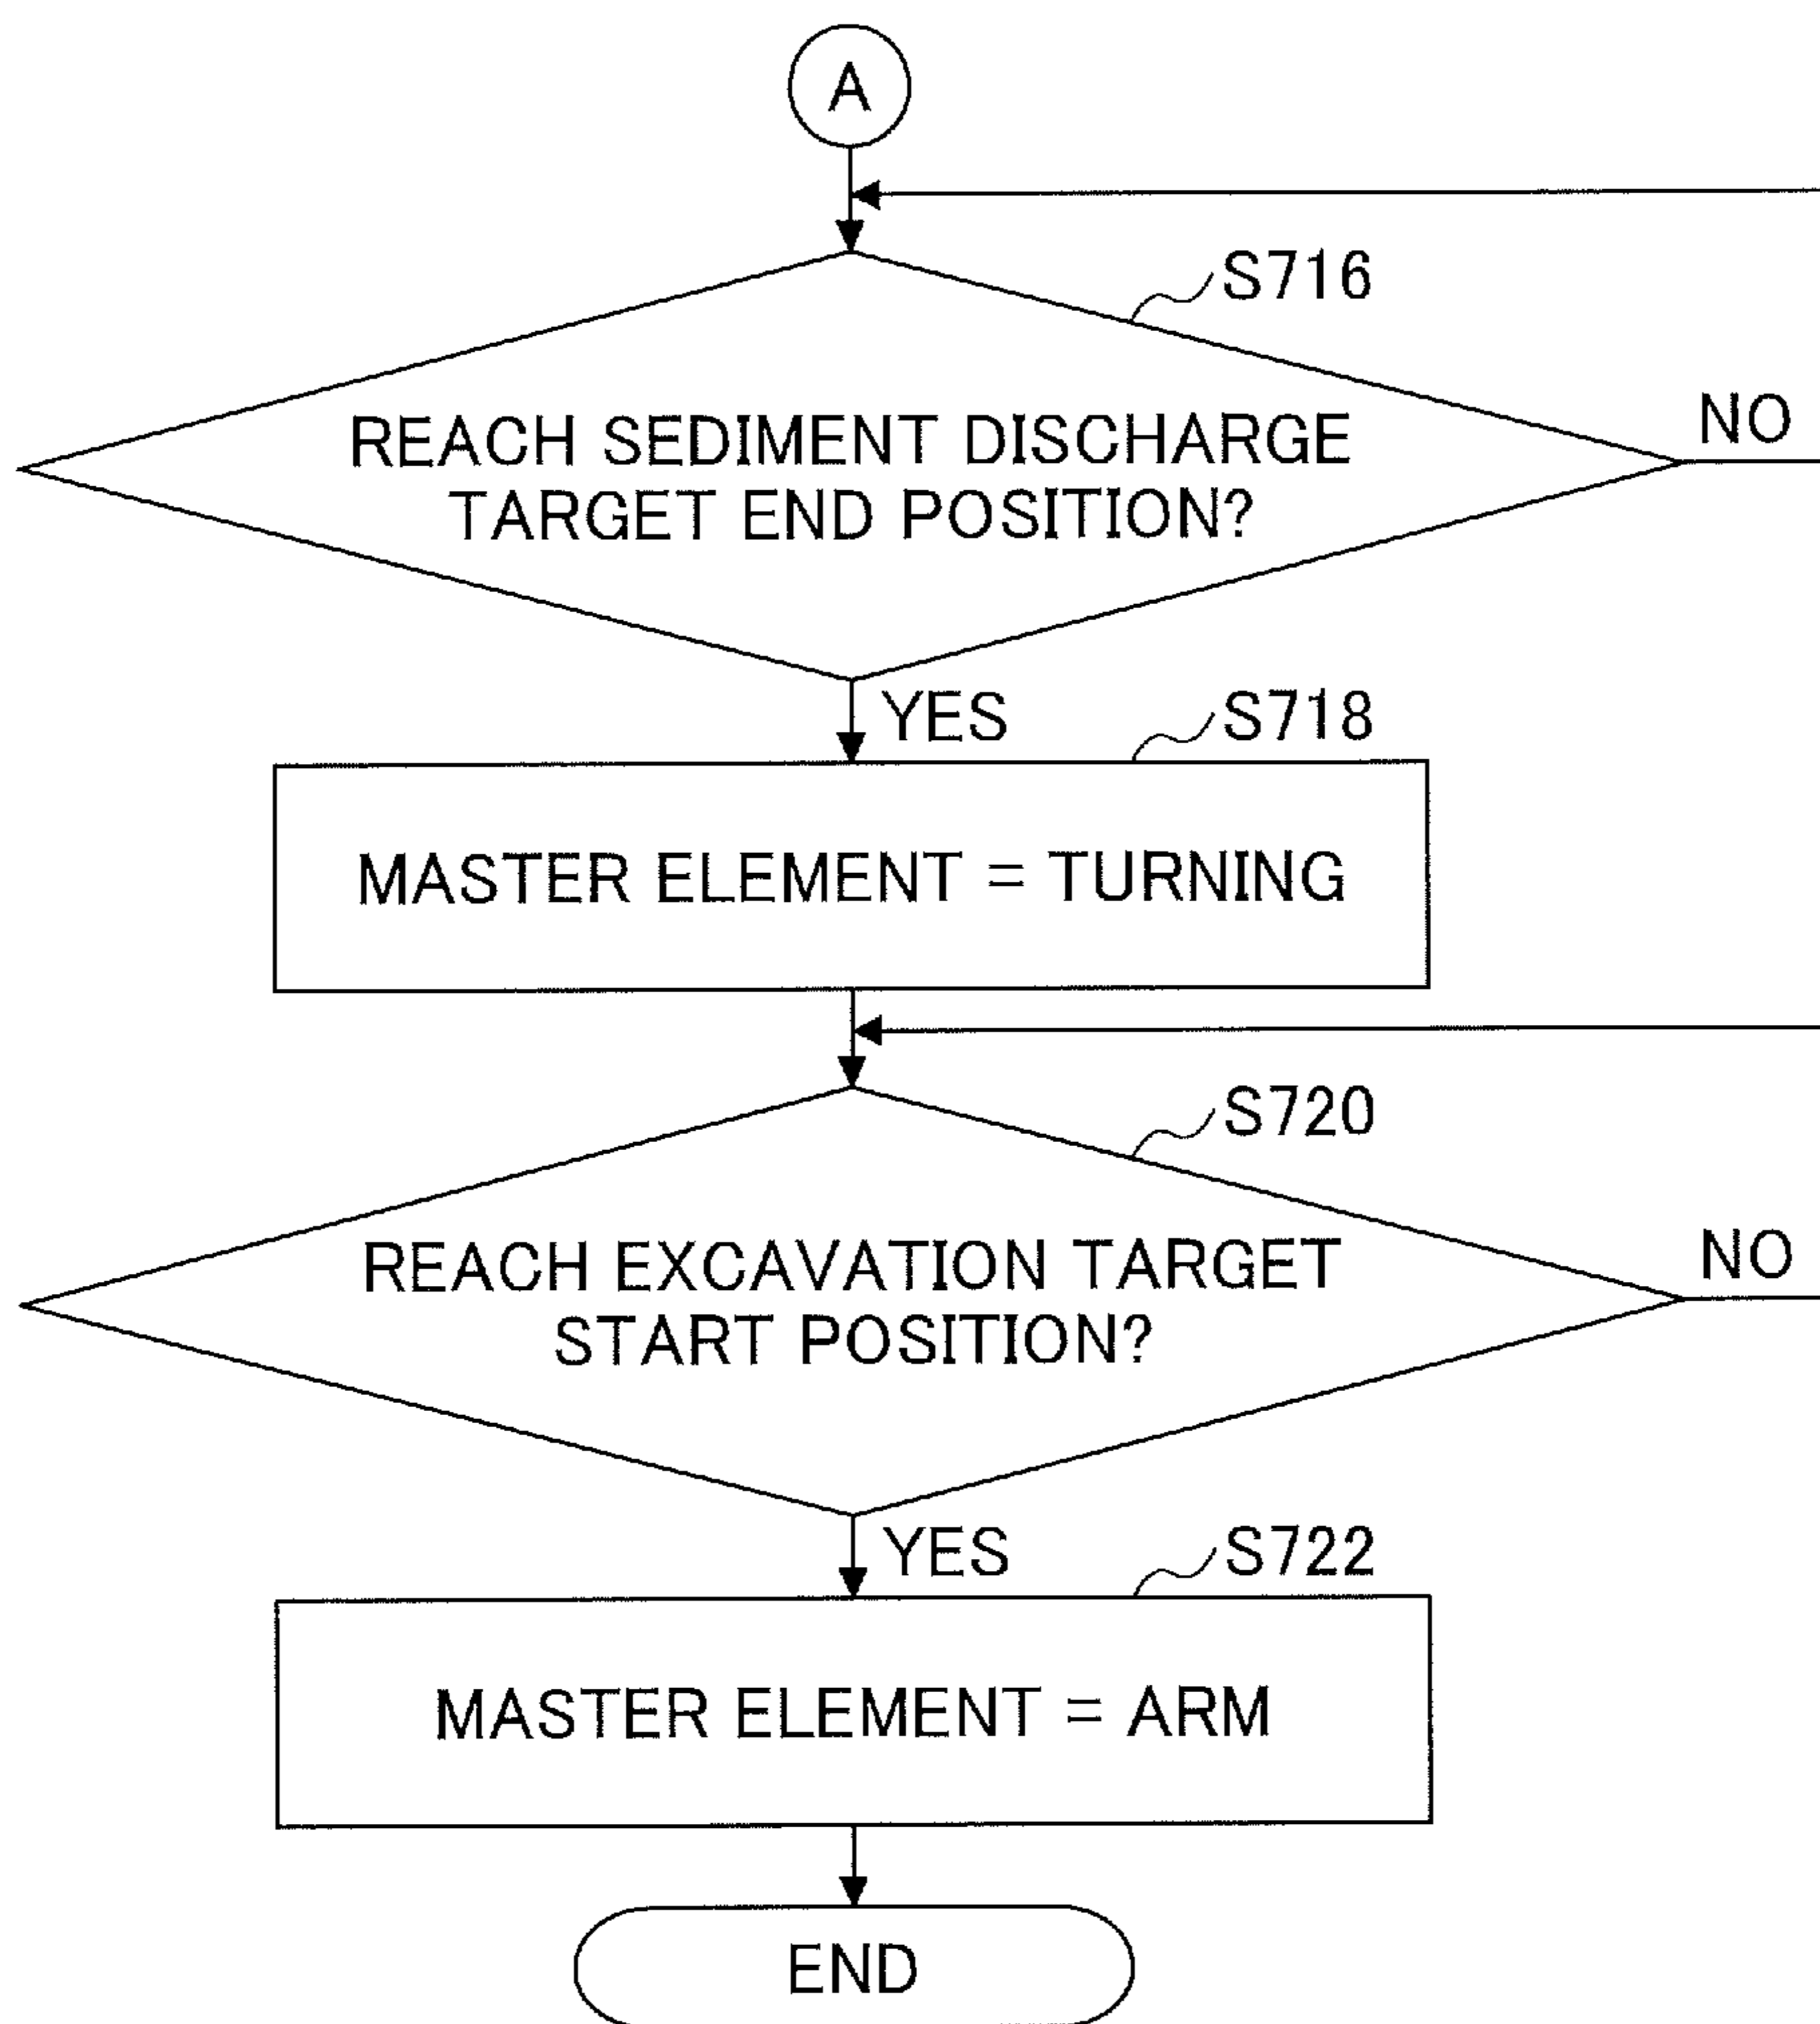 A
S716
REACH SEDIMENT DISCHARGE
TARGET END POSITION?
NO
YES
S718
MASTER ELEMENT = TURNING
S720
REACH EXCAVATION TARGET
START POSITION?
NO
YES
S722
MASTER ELEMENT = ARM
END